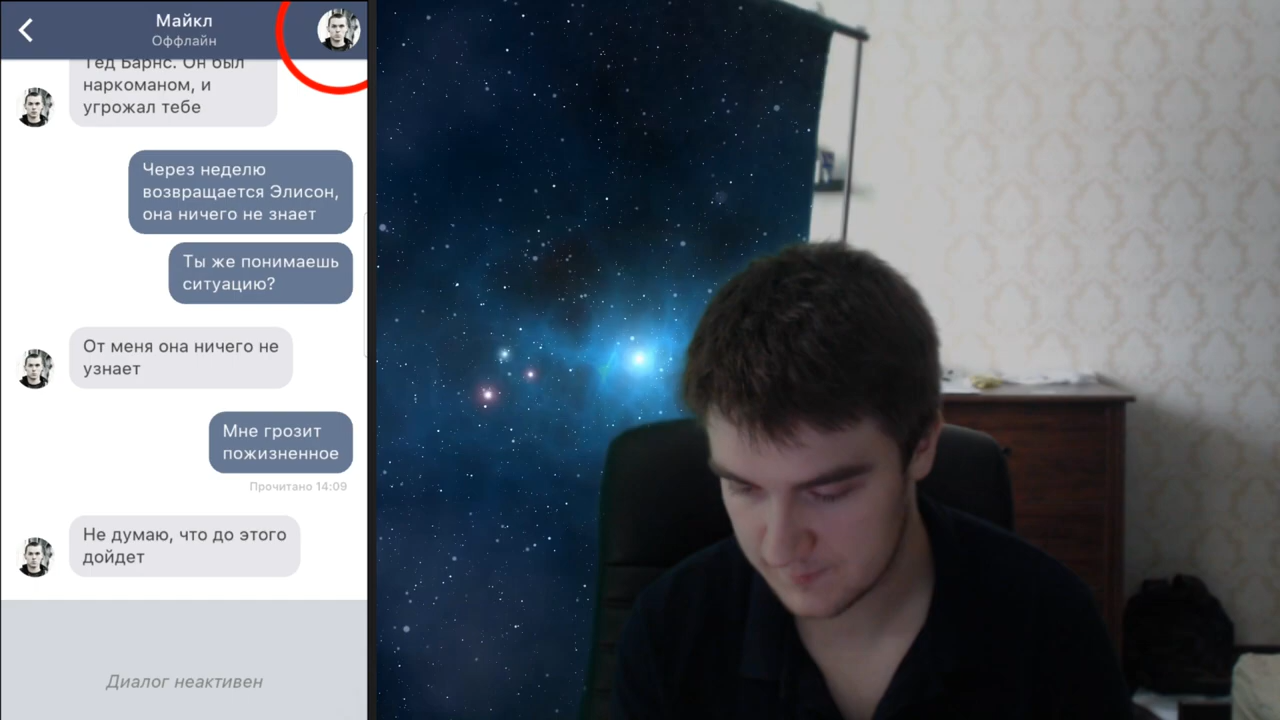 Майкл
Оффлайн
Тед Барнс. Он был
наркоманом, и
угрожал тебе
Через неделю
возвращается Элисон,
она ничего не знает
Ты же понимаешь
ситуацию?
От меня она ничего не
узнает
Мне грозит
пожизненное
Прочитано 14:09
Не думаю, что до этого
дойдет
Диалог неактивен